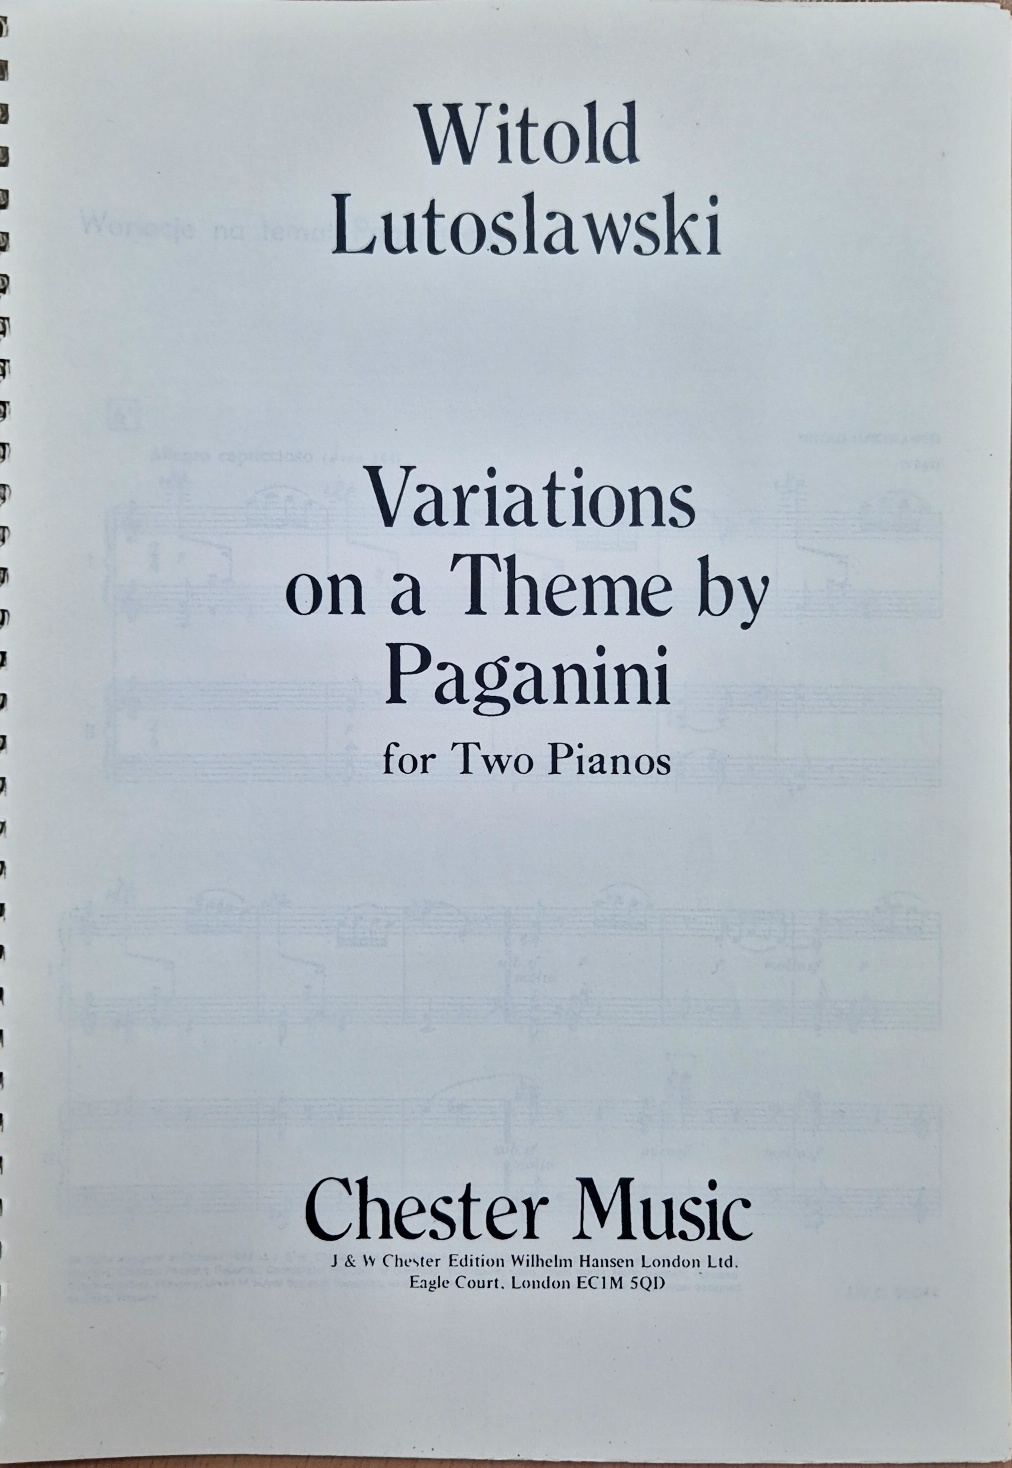 Witold
Lutoslawski
Variations
on a Theme by
Paganini
for Two Pianos
Chester Music
J & W Chester Edition Wilhelm Hansen London Ltd.
Eagle Court, London EC1M 5QD